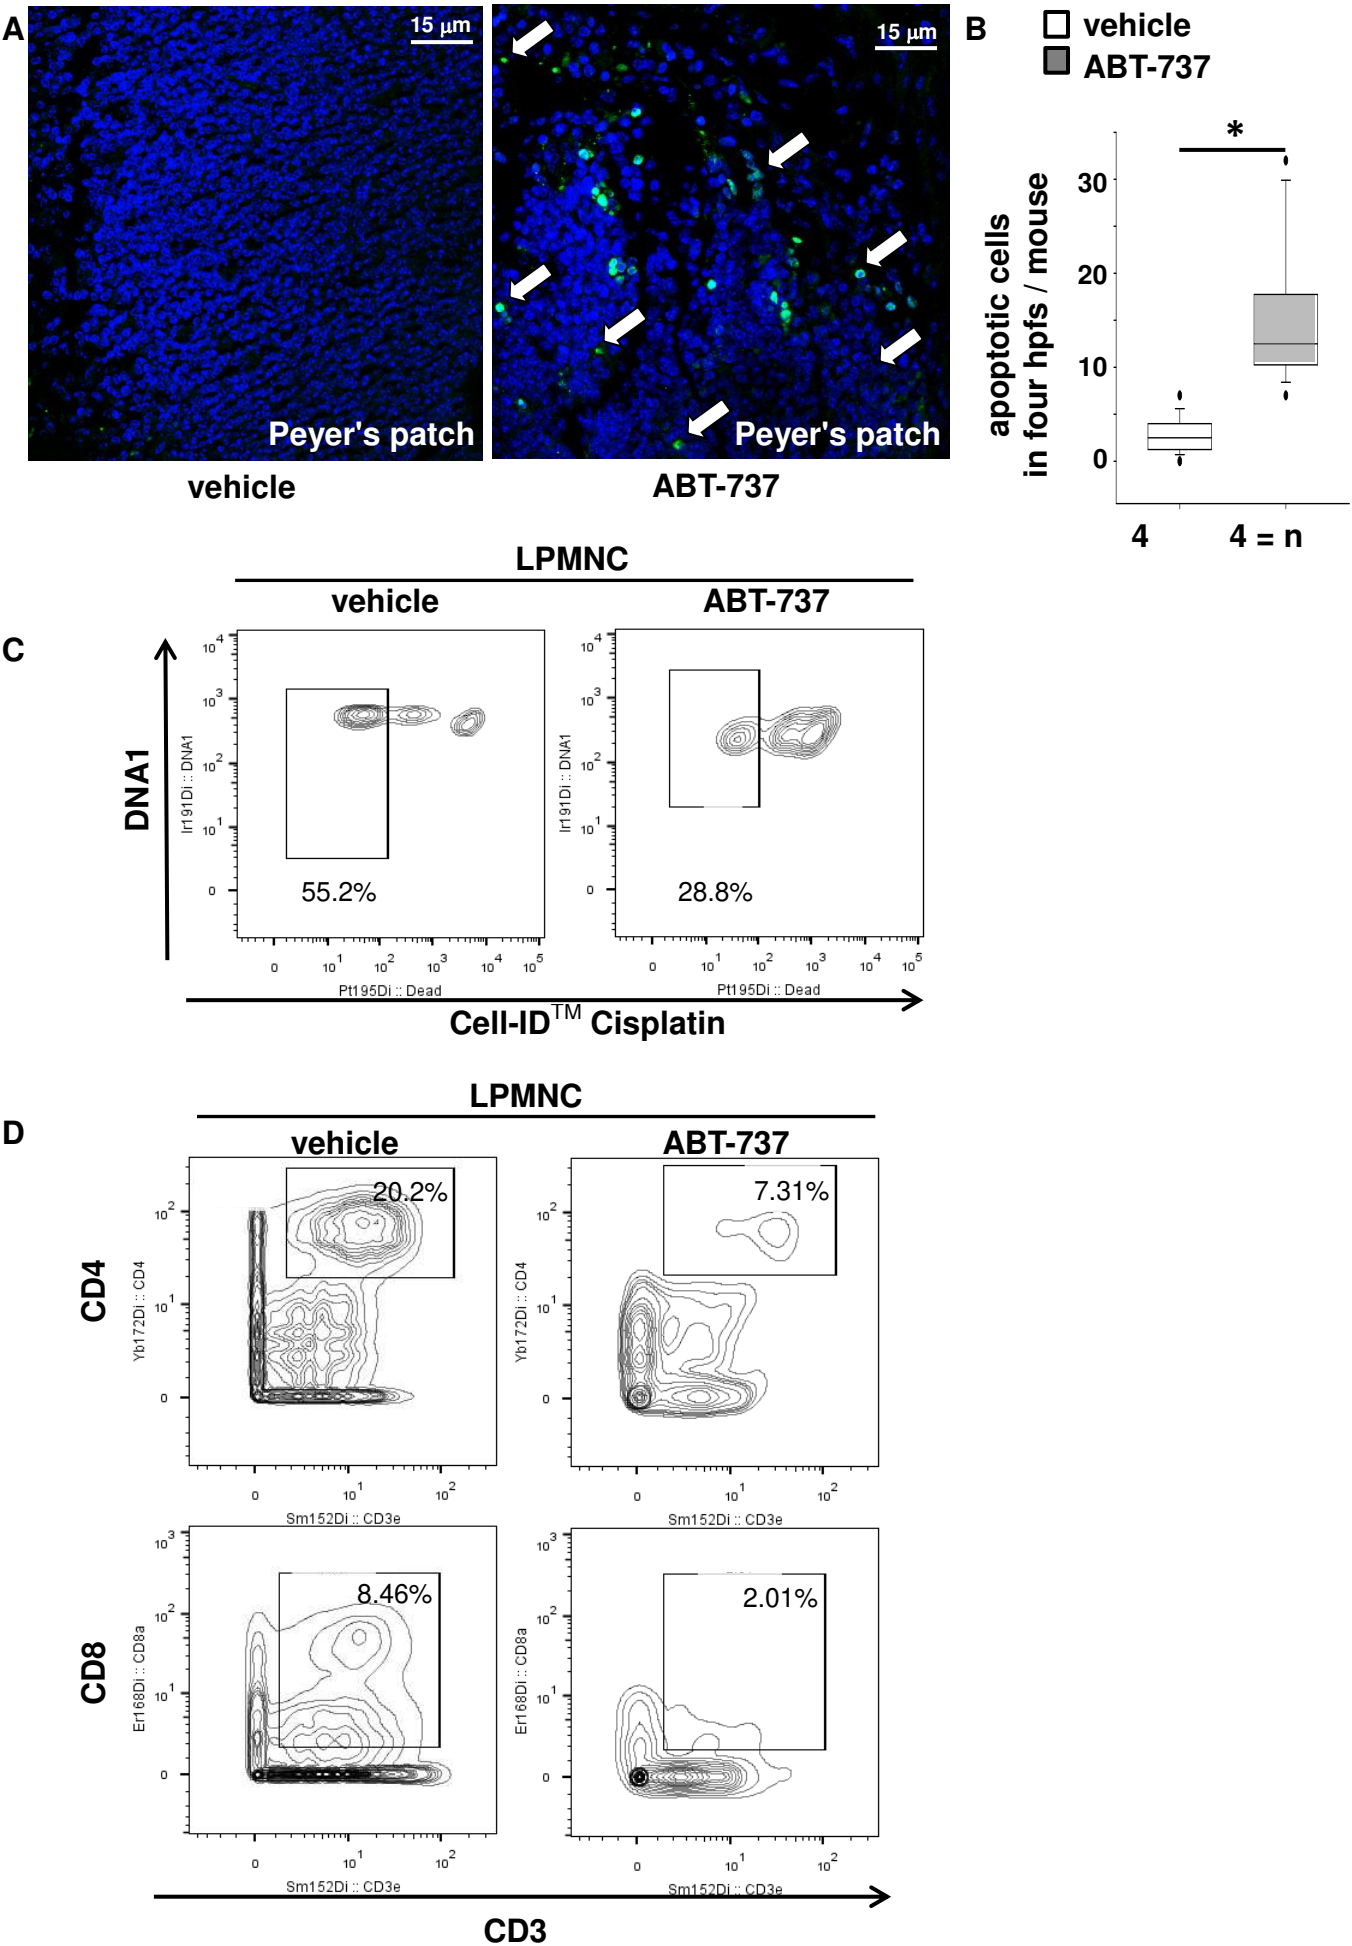 A
15 µm
15 µm
Peyer's patch
Peyer's patch
vehicle
ABT-737
B
vehicle
ABT-737
*
apoptotic cells
in four hpfs / mouse
30
20
10
0
4
4 = n
LPMNC
vehicle
ABT-737
C
DNA1
Ir191Di :: DNA1
10^4
10^3
10^2
10^1
0
55.2%
0 10^1 10^2 10^3 10^4 10^5
Pt195Di :: Dead
Ir191Di :: DNA1
10^4
10^3
10^2
10^1
0
28.8%
0 10^1 10^2 10^3 10^4 10^5
Pt195Di :: Dead
Cell-ID™ Cisplatin
LPMNC
D
vehicle
ABT-737
CD4
Yb172Di :: CD4
10^2
10^1
0
20.2%
0 10^1 10^2
Sm152Di :: CD3e
Yb172Di :: CD4
10^2
10^1
0
7.31%
0 10^1 10^2
Sm152Di :: CD3e
CD8
Er168Di :: CD8a
10^3
10^2
10^1
0
8.46%
0 10^1 10^2
Sm152Di :: CD3e
Er168Di :: CD8a
10^3
10^2
10^1
0
2.01%
0 10^1 10^2
Sm152Di :: CD3e
CD3